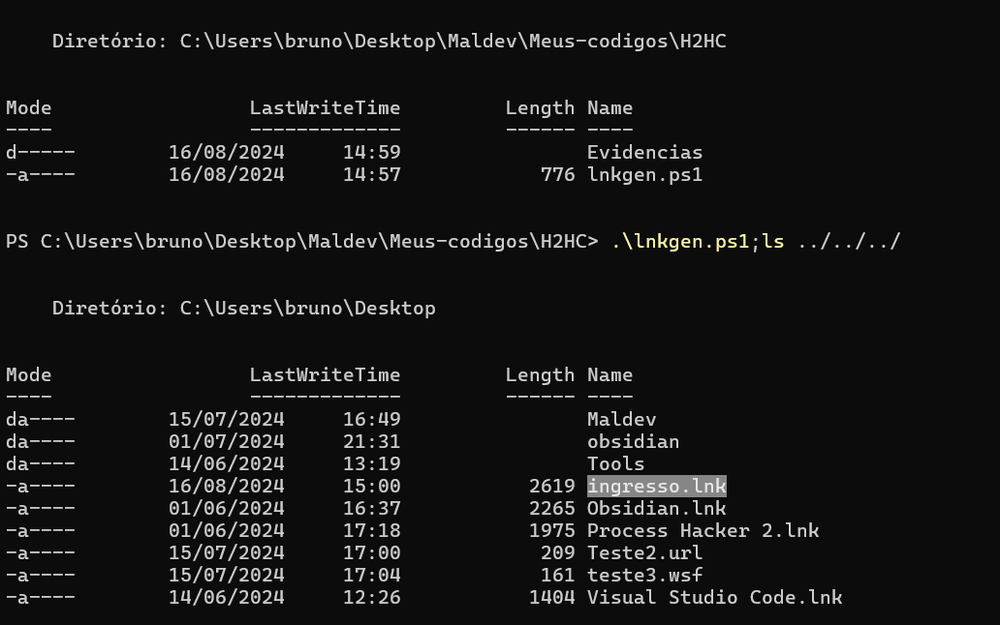 Diretório: C:\Users\bruno\Desktop\Maldev\Meus-codigos\H2HC
Mode LastWriteTime Length Name
---- ------------- ------ ----
d----- 16/08/2024 14:59 Evidencias
-a---- 16/08/2024 14:57 776 lnkgen.ps1
PS C:\Users\bruno\Desktop\Maldev\Meus-codigos\H2HC> .\lnkgen.ps1;ls ../../../
Diretório: C:\Users\bruno\Desktop
Mode LastWriteTime Length Name
---- ------------- ------ ----
da---- 15/07/2024 16:49 Maldev
da---- 01/07/2024 21:31 obsidian
da---- 14/06/2024 13:19 Tools
-a---- 16/08/2024 15:00 2619 ingresso.lnk
-a---- 01/06/2024 16:37 2265 Obsidian.lnk
-a---- 01/06/2024 17:18 1975 Process Hacker 2.lnk
-a---- 15/07/2024 17:00 209 Teste2.url
-a---- 15/07/2024 17:04 161 teste3.wsf
-a---- 14/06/2024 12:26 1404 Visual Studio Code.lnk